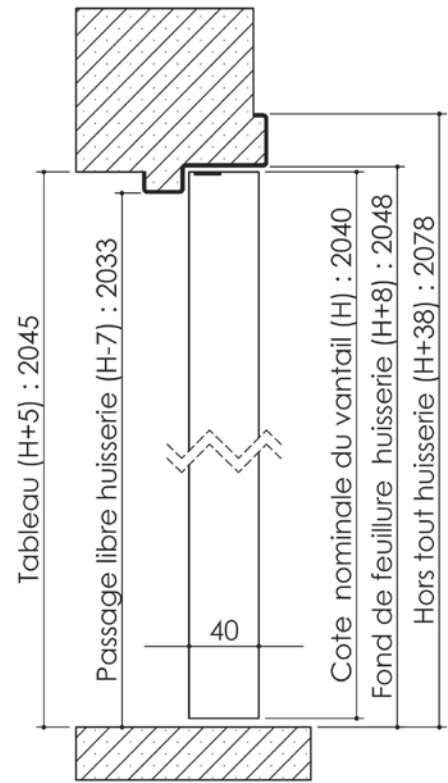 Tableau (H+5) : 2045
Passage libre huisserie (H-7) : 2033
40
Cote nominale du vantail (H) : 2040
Fond de feuillure huisserie (H+8) : 2048
Hors tout huisserie (H+38) : 2078